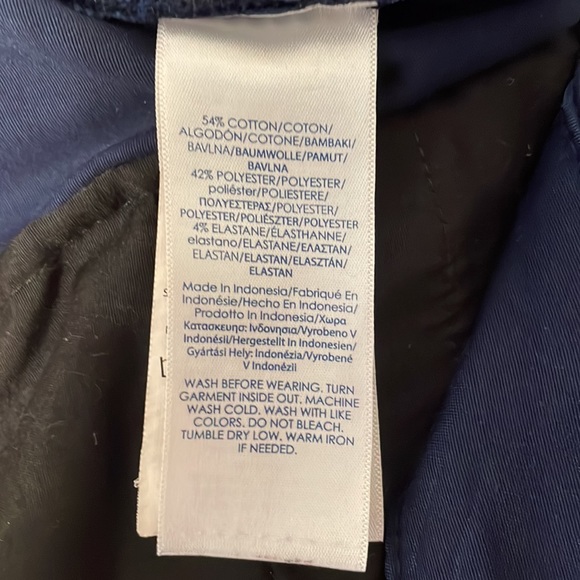 54% COTTON/COTON/
ALGODÓN/COTONE/BAMBAKI/
BAVLNA/BAUMWOLLE/PAMUT/
BAVLNA
42% POLYESTER/POLYESTER/
poliéster/POLIESTERE/
ΠΟΛΥΕΣΤΕΡΑΣ/POLYESTER/
POLYESTER/POLIÉSZTER/POLYESTER
4% ELASTANE/ÉLASTHANNE/
elastano/ELASTANE/ΕΛΑΣΤΑΝ/
ELASTAN/ELASTAN/ELASZTÁN/
ELASTAN
Made In Indonesia/Fabriqué En
Indonésie/Hecho En Indonesia/
Prodotto In Indonesia/Χωρα
Κατασκευησ: Ινδονησια/Vyrobeno V
Indonésii/Hergestellt In Indonesien/
Gyártási Hely: Indonézia/Vyrobené
V Indonézii
WASH BEFORE WEARING. TURN
GARMENT INSIDE OUT. MACHINE
WASH COLD. WASH WITH LIKE
COLORS. DO NOT BLEACH.
TUMBLE DRY LOW. WARM IRON
IF NEEDED.